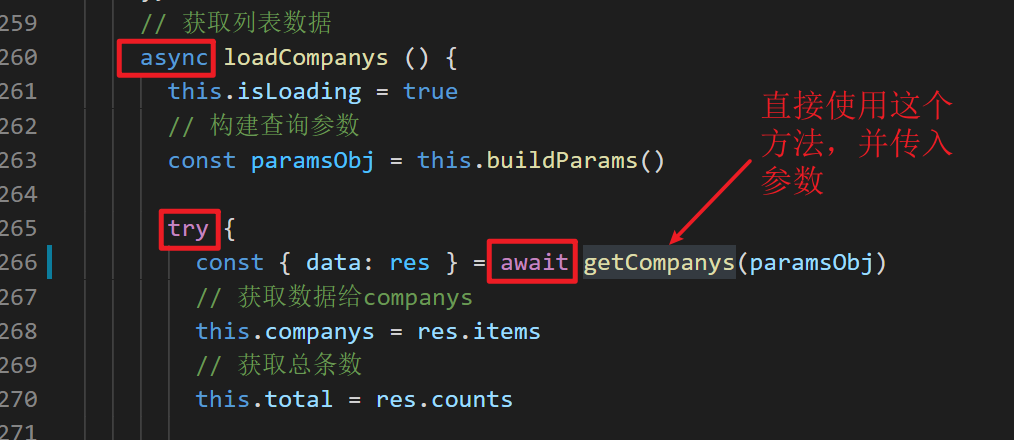 259 // 获取列表数据
260 async loadCompanys () {
261 this.isLoading = true
262 // 构建查询参数
263 const paramsObj = this.buildParams()
264
265 try {
266 const { data: res } = await getCompanys(paramsObj)
267 // 获取数据给companys
268 this.companys = res.items
269 // 获取总条数
270 this.total = res.counts
271
直接使用这个
方法，并传入
参数